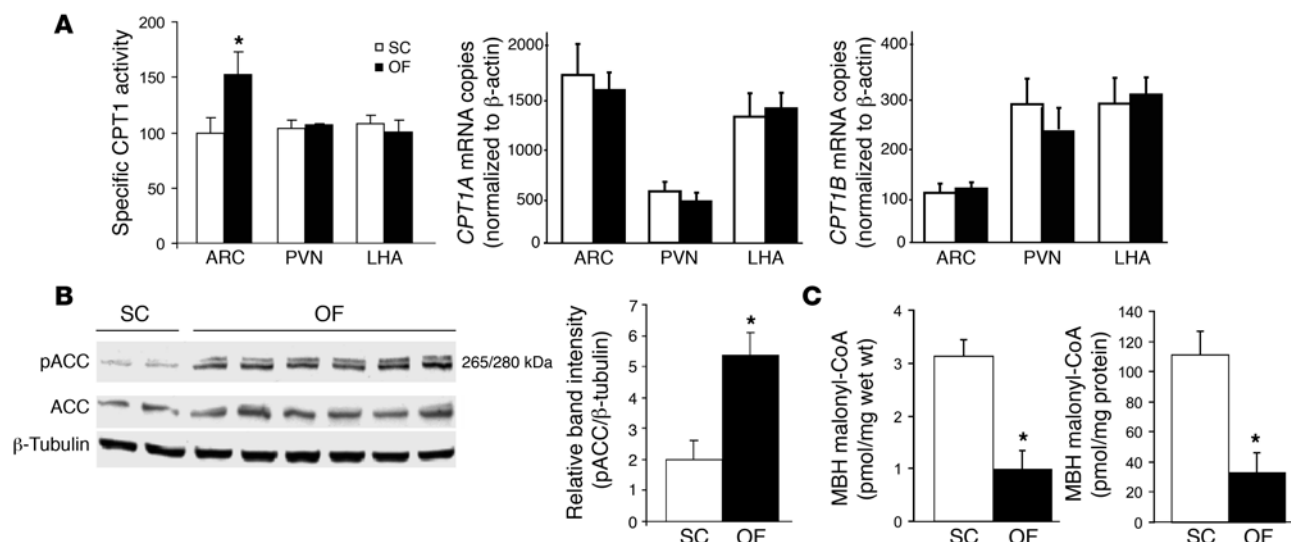 A
Specific CPT1 activity
200
150
100
50
0
*
SC
OF
ARC PVN LHA
CPT1A mRNA copies
(normalized to β-actin)
2000
1500
1000
500
0
ARC PVN LHA
CPT1B mRNA copies
(normalized to β-actin)
400
300
200
100
0
ARC PVN LHA
B
SC OF
pACC
265/280 kDa
ACC
β-Tubulin
Relative band intensity
(pACC/β-tubulin)
7
6
5
4
3
2
1
0
*
SC OF
C
MBH malonyl-CoA
(pmol/mg wet wt)
4
3
2
1
0
*
SC OF
MBH malonyl-CoA
(pmol/mg protein)
140
120
100
80
60
40
20
0
*
SC OF